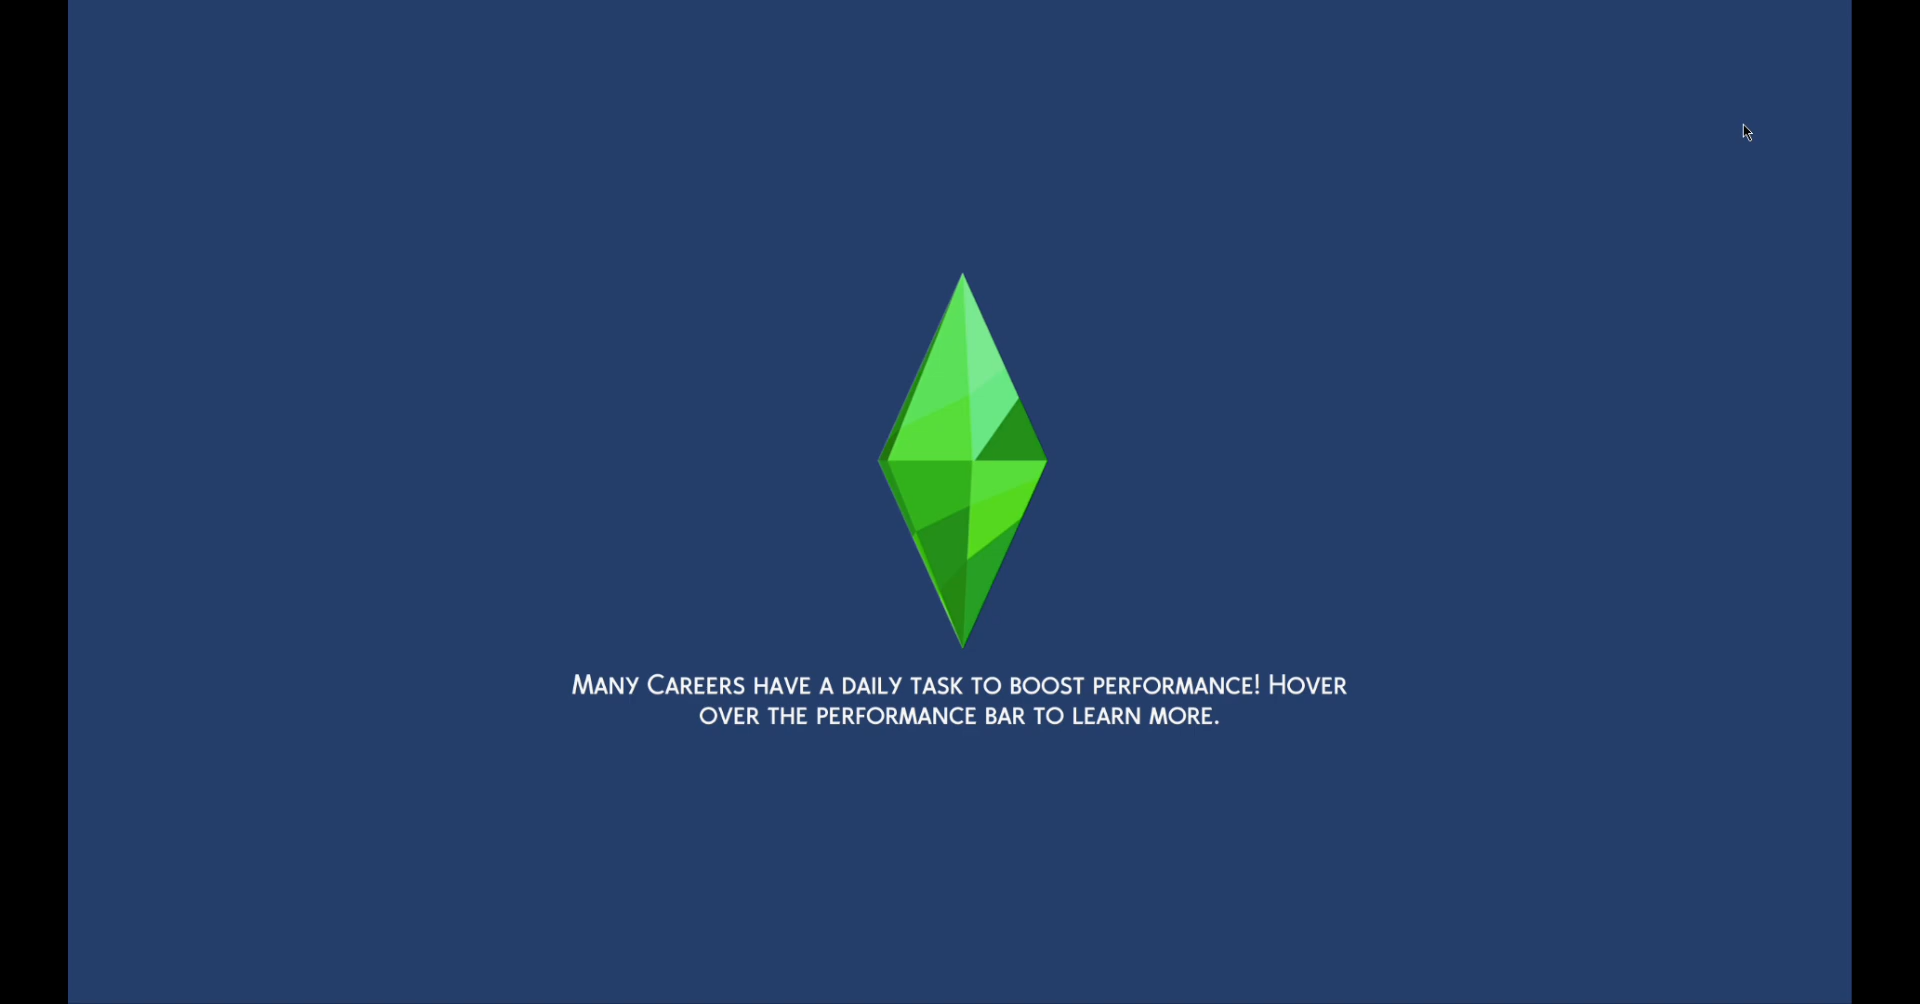 Many Careers have a daily task to boost performance! Hover
over the performance bar to learn more.